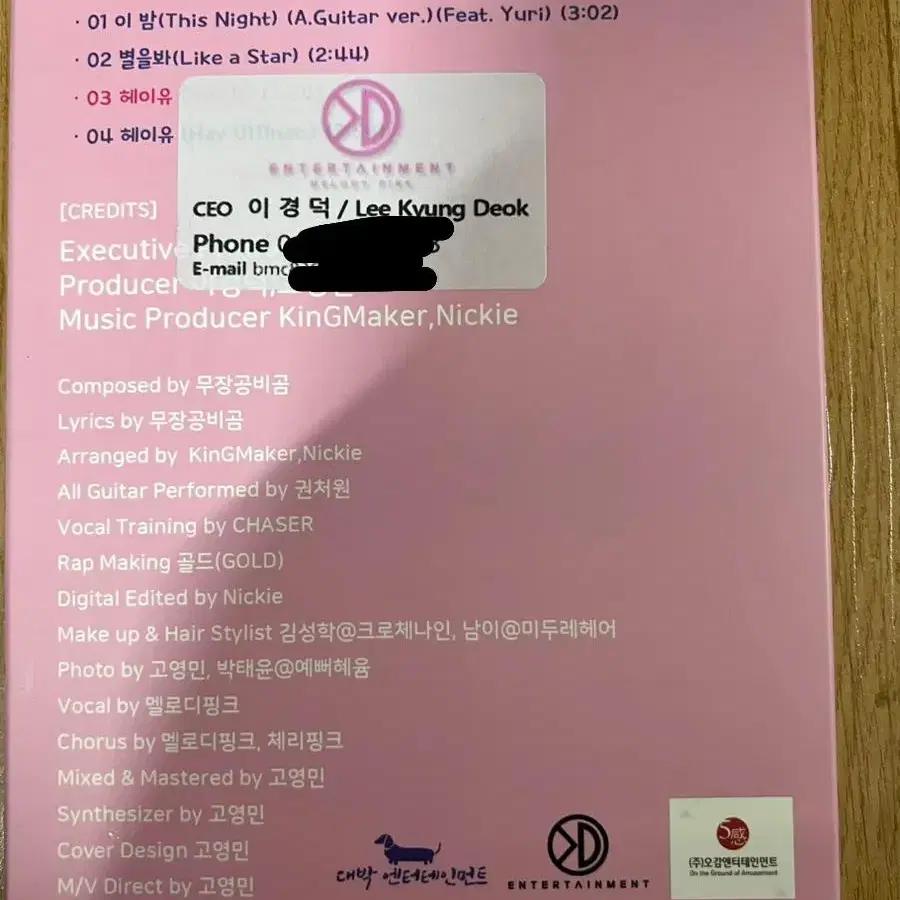 · 01 이 밤(This Night) (A.Guitar ver.)(Feat. Yuri) (3:02)
· 02 별을봐(Like a Star) (2:44)
· 03 헤이유
· 04 헤이유
ENTERTAINMENT
CEO 이 경 덕 / Lee Kyung Deok
Phone
E-mail
[CREDITS]
Executive
Producer
Music Producer KinGMaker,Nickie
Composed by 무장공비곰
Lyrics by 무장공비곰
Arranged by KinGMaker,Nickie
All Guitar Performed by 권처원
Vocal Training by CHASER
Rap Making 골드(GOLD)
Digital Edited by Nickie
Make up & Hair Stylist 김성학@크로체나인, 남이@미두레헤어
Photo by 고영민, 박태윤@예뻐헤윰
Vocal by 멜로디핑크
Chorus by 멜로디핑크, 체리핑크
Mixed & Mastered by 고영민
Synthesizer by 고영민
Cover Design 고영민
M/V Direct by 고영민
대박 엔터테인먼트
ENTERTAINMENT
5感
(주)오감엔터테인먼트
On the Ground of Amusement